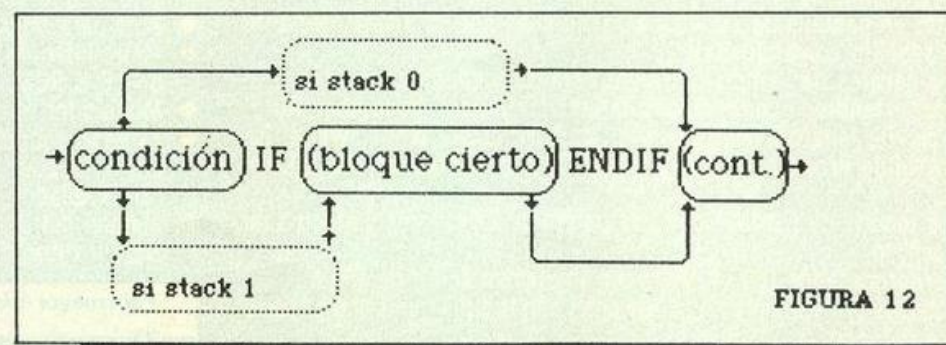 si stack 0
condición IF (bloque cierto) ENDIF (cont.)
si stack 1
FIGURA 12